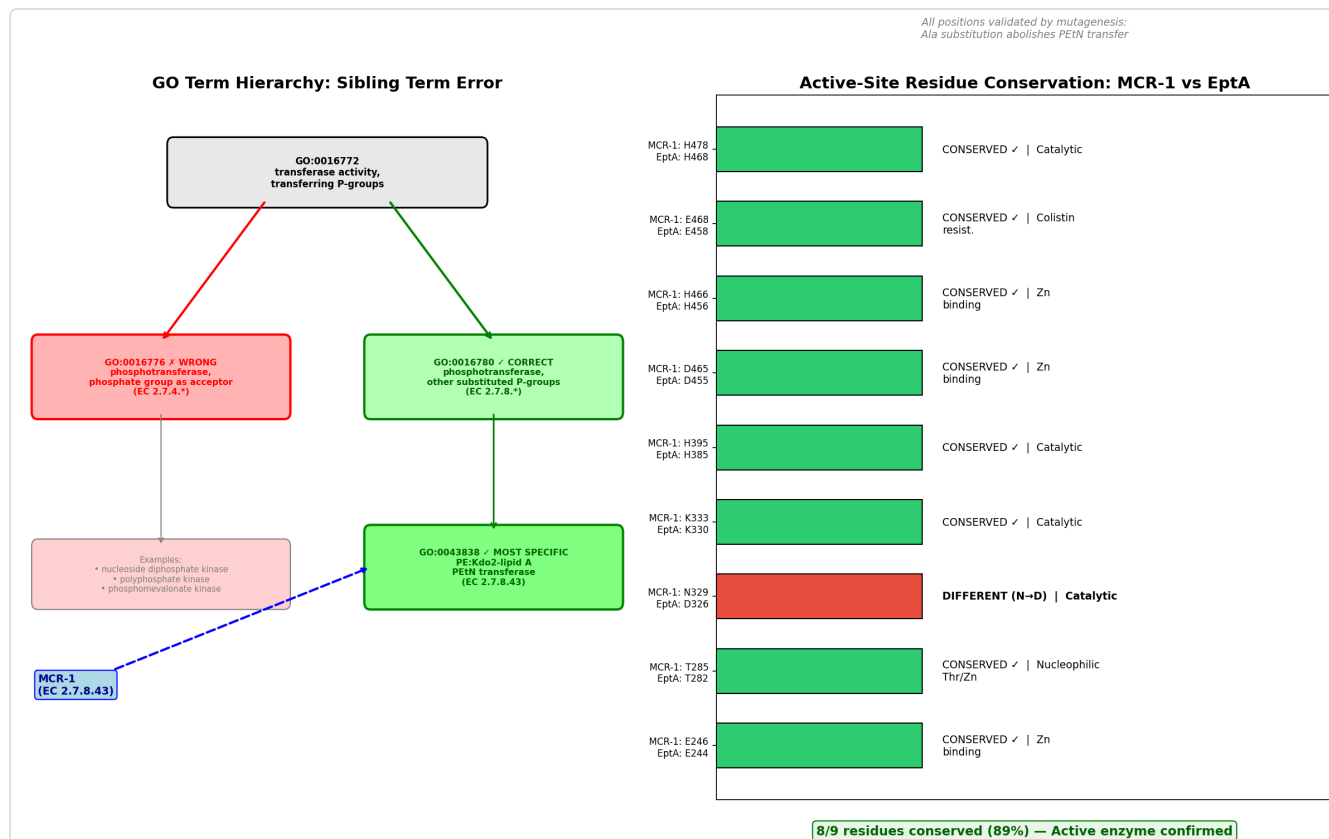 All positions validated by mutagenesis:
Ala substitution abolishes PEtN transfer
GO Term Hierarchy: Sibling Term Error
GO:0016772
transferase activity,
transferring P-groups
GO:0016776 ✗ WRONG
phosphotransferase,
phosphate group as acceptor
(EC 2.7.4.*)
GO:0016780 ✓ CORRECT
phosphotransferase,
other substituted P-groups
(EC 2.7.8.*)
Examples:
• nucleoside diphosphate kinase
• polyphosphate kinase
• phosphomevalonate kinase
GO:0043838 ✓ MOST SPECIFIC
PE:Kdo2-lipid A
PEtN transferase
(EC 2.7.8.43)
MCR-1
(EC 2.7.8.43)
Active-Site Residue Conservation: MCR-1 vs EptA
MCR-1: H478
EptA: H468
CONSERVED ✓ | Catalytic
MCR-1: E468
EptA: E458
CONSERVED ✓ | Colistin
resist.
MCR-1: H466
EptA: H456
CONSERVED ✓ | Zn
binding
MCR-1: D465
EptA: D455
CONSERVED ✓ | Zn
binding
MCR-1: H395
EptA: H385
CONSERVED ✓ | Catalytic
MCR-1: K333
EptA: K330
CONSERVED ✓ | Catalytic
MCR-1: N329
EptA: D326
DIFFERENT (N→D) | Catalytic
MCR-1: T285
EptA: T282
CONSERVED ✓ | Nucleophilic
Thr/Zn
MCR-1: E246
EptA: E244
CONSERVED ✓ | Zn
binding
8/9 residues conserved (89%) — Active enzyme confirmed